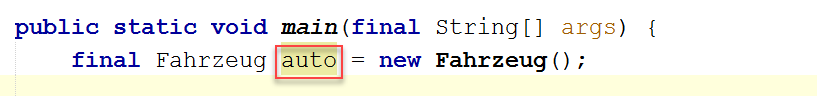 public static void main(final String[] args) {
final Fahrzeug auto = new Fahrzeug();